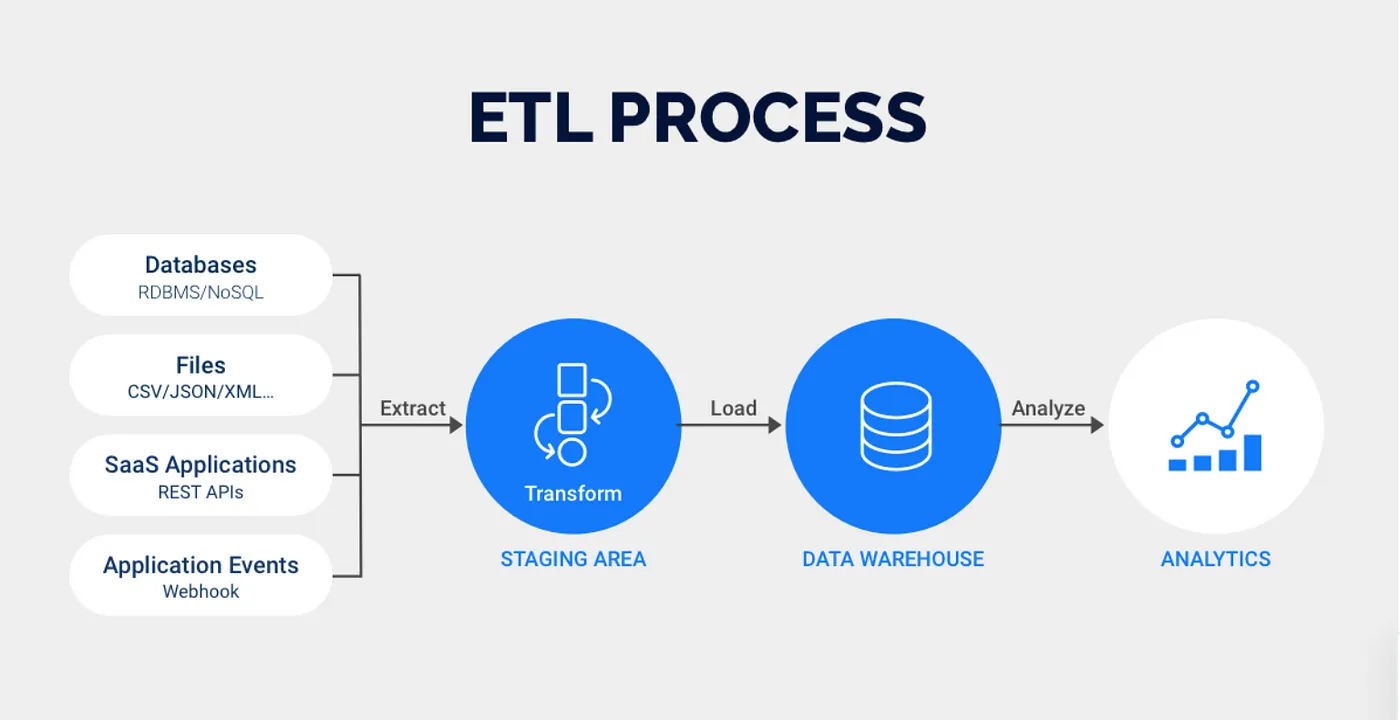 ETL PROCESS
Databases
RDBMS/NoSQL
Files
CSV/JSON/XML...
SaaS Applications
REST APIs
Application Events
Webhook
Extract
Transform
STAGING AREA
Load
DATA WAREHOUSE
Analyze
ANALYTICS